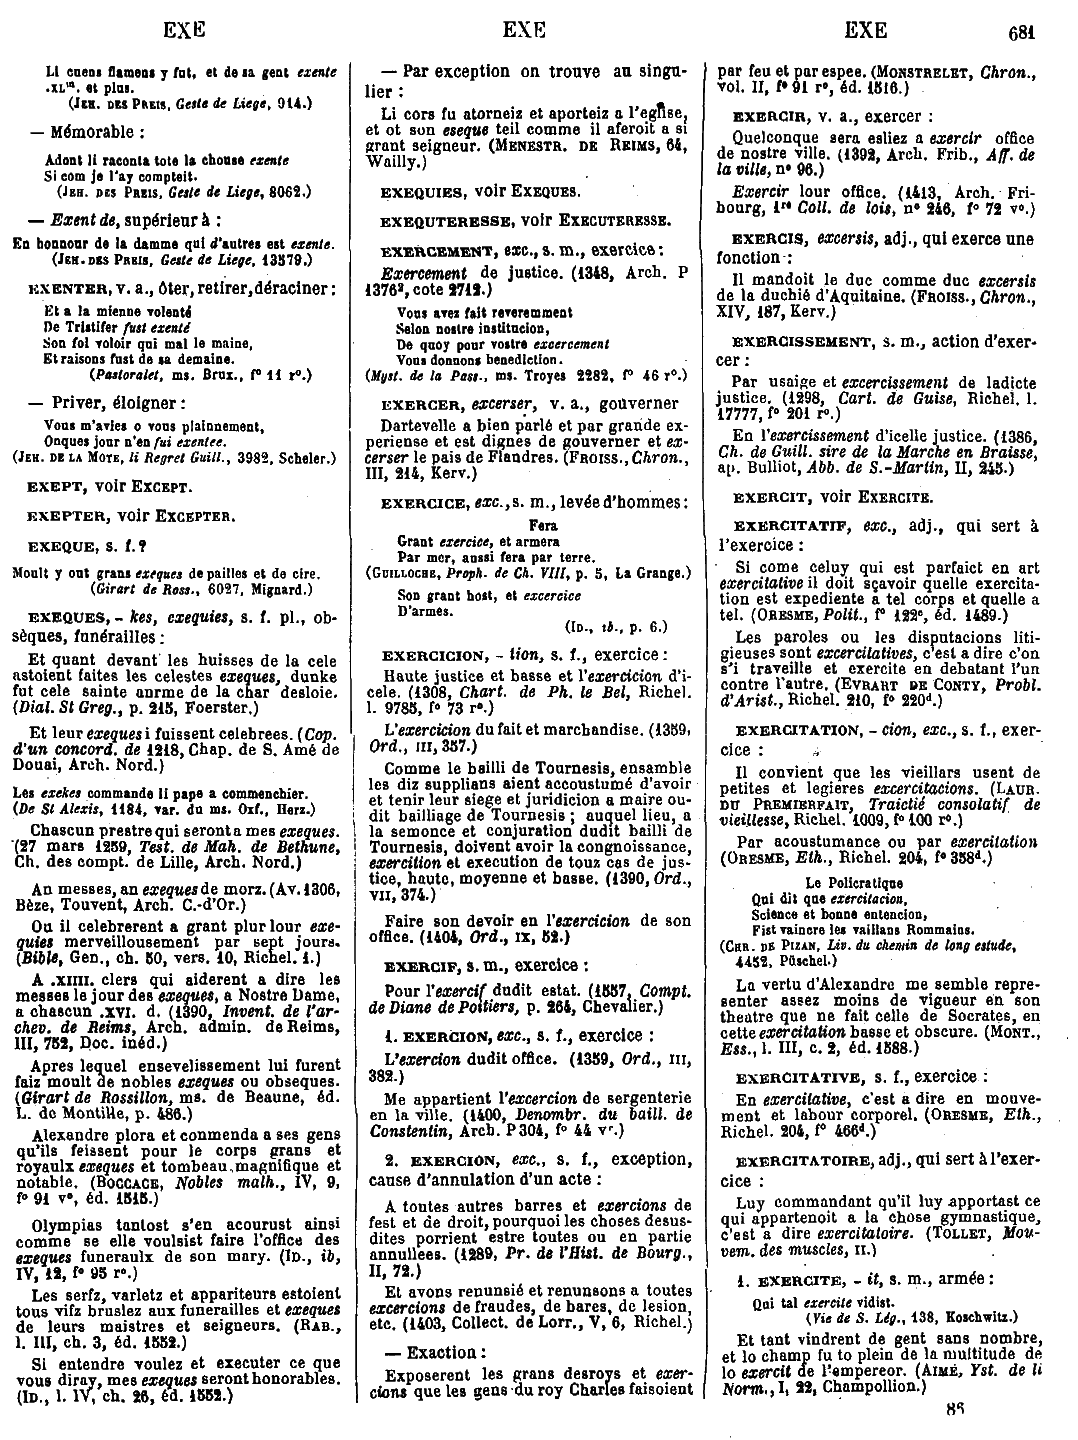 EXE
EXE
EXE
681
Li cuens flamens y fut, et de sa gent exente
.XLm. et plus.
(JEH. DES PREIS, Geste de Liege, 914.)
— Mémorable :
Adont li raconta tote la chouse exente
Si com je l'ay compteit.
(JEH. DES PREIS, Geste de Liege, 8062.)
— Exent de, supérieur à :
En honnour de la damme qui d'autres est exente.
(JEH. DES PREIS, Geste de Liege, 13579.)
EXENTER, v. a., ôter, retirer, déraciner :
Et a la mienne volenté
De Tristifer fust exenté
Son fol voloir qui mal le maine,
Et raisons fust de sa demaine.
(Pastoralet, ms. Brux., f° 11 r°.)
— Priver, éloigner :
Vous m'avies o vous plainnement,
Onques jour n'en fui exentee.
(JEH. DE LA MOTE, li Regret Guill., 3982, Scheler.)
EXEPT, voir EXCEPT.
EXEPTER, voir EXCEPTER.
EXEQUE, s. f. ?
Moult y ont grans exeques de pailles et de cire.
(Girart de Ross., 6027, Mignard.)
EXEQUES, - kes, exequies, s. f. pl., ob-
sèques, funérailles :
Et quant devant les huisses de la cele
astoient faites les celestes exeques, dunke
fut cele sainte anrme de la char desloie.
(Dial. St Greg., p. 215, Foerster.)
Et leur exeques i fuissent celebrees. (Cop.
d'un concord. de 1218, Chap. de S. Amé de
Douai, Arch. Nord.)
Les exekes commande li pape a commenchier.
(De St Alexis, 1184, var. du ms. Oxf., Herz.)
Chascun prestre qui seront a mes exeques.
(27 mars 1259, Test. de Mah. de Bethune,
Ch. des compt. de Lille, Arch. Nord.)
An messes, an exeques de morz. (Av. 1306,
Bèze, Touvent, Arch. C.-d'Or.)
Ou il celebrerent a grant plur lour exe-
quies merveillousement par sept jours.
(Bible, Gen., ch. 50, vers. 10, Richel. 1.)
A .XIIII. clers qui aiderent a dire les
messes le jour des exeques, a Nostre Dame,
a chascun .XVI. d. (1390, Invent. de l'ar-
chev. de Reims, Arch. admin. de Reims,
III, 752, Doc. inéd.)
Apres lequel ensevelissement lui furent
faiz moult de nobles exeques ou obseques.
(Girart de Rossillon, ms. de Beaune, éd.
L. de Montille, p. 486.)
Alexandre plora et conmenda a ses gens
qu'ils feissent pour le corps grans et
royaulx exeques et tombeau magnifique et
notable. (BOCCACE, Nobles malh., IV, 9,
f° 91 v°, éd. 1515.)
Olympias tantost s'en acourust ainsi
comme se elle voulsist faire l'office des
exeques funeraulx de son mary. (ID., ib,
IV, 12, f° 95 r°.)
Les serfz, varletz et appariteurs estoient
tous vifz bruslez aux funerailles et exeques
de leurs maistres et seigneurs. (RAB.,
l. III, ch. 3, éd. 1552.)
Si entendre voulez et executer ce que
vous diray, mes exeques seront honorables.
(ID., l. IV, ch. 26, éd. 1552.)
— Par exception on trouve au singu-
lier :
Li cors fu atorneiz et aporteiz a l'eglise,
et ot son eseque teil comme il aferoit a si
grant seigneur. (MENESTR. DE REIMS, 64,
Wailly.)
EXEQUIES, voir EXEQUES.
EXEQUTERESSE, voir EXECUTERESSE.
EXERCEMENT, exc., s. m., exercice :
Exercement de justice. (1348, Arch. P
1376², cote 2712.)
Vous avez fait reveremment
Selon nostre institucion,
De quoy pour vostre excercement
Vous donnons benediction.
(Myst. de la Pass., ms. Troyes 2282, f° 46 r°.)
EXERCER, excerser, v. a., gouverner
Dartevelle a bien parlé et par grande ex-
periense et est dignes de gouverner et ex-
cerser le pais de Flandres. (FROISS., Chron.,
III, 214, Kerv.)
EXERCICE, exc., s. m., levée d'hommes :
Fera
Grant exercice, et armera
Par mer, aussi fera par terre.
(GUILLOCHE, Proph. de Ch. VIII, p. 5, La Grange.)
Son grant host, et excercice
D'armes.
(ID., ib., p. 6.)
EXERCICION, - tion, s. f., exercice :
Haute justice et basse et l'exercicion d'i-
cele. (1308, Chart. de Ph. le Bel, Richel.
l. 9785, f° 73 r°.)
L'exercicion du fait et marchandise. (1359,
Ord., III, 357.)
Comme le bailli de Tournesis, ensamble
les diz supplians aient accoustumé d'avoir
et tenir leur siege et juridicion a maire ou-
dit bailliage de Tournesis ; auquel lieu, a
la semonce et conjuration dudit bailli de
Tournesis, doivent avoir la congnoissance,
exercition et execution de touz cas de jus-
tice, haute, moyenne et basse. (1390, Ord.,
VII, 374.)
Faire son devoir en l'exercicion de son
office. (1404, Ord., IX, 52.)
EXERCIF, s. m., exercice :
Pour l'exercif dudit estat. (1557, Compt.
de Diane de Poitiers, p. 264, Chevalier.)
1. EXERCION, exc., s. f., exercice :
L'exercion dudit office. (1359, Ord., III,
382.)
Me appartient l'excercion de sergenterie
en la ville. (1400, Denombr. du baill. de
Constentin, Arch. P 304, f° 44 v°.)
2. EXERCION, exc., s. f., exception,
cause d'annulation d'un acte :
A toutes autres barres et exercions de
fest et de droit, pourquoi les choses desus-
dites porrient estre toutes ou en partie
annullees. (1289, Pr. de l'Hist. de Bourg.,
II, 72.)
Et avons renunsié et renunsons a toutes
excercions de fraudes, de bares, de lesion,
etc. (1403, Collect. de Lorr., V, 6, Richel.)
— Exaction :
Exposerent les grans desroys et exer-
cions que les gens du roy Charles faisoient
par feu et par espee. (MONSTRELET, Chron.,
vol. II, f° 91 r°, éd. 1516.)
EXERCIR, v. a., exercer :
Quelconque sera esliez a exercir office
de nostre ville. (1392, Arch. Frib., Aff. de
la ville, n° 96.)
Exercir lour office. (1413, Arch. Fri-
bourg, 1re Coll. de lois, n° 246, f° 72 v°.)
EXERCIS, excersis, adj., qui exerce une
fonction :
Il mandoit le duc comme duc excersis
de la duchié d'Aquitaine. (FROISS., Chron.,
XIV, 187, Kerv.)
EXERCISSEMENT, s. m., action d'exer-
cer :
Par usaige et excercissement de ladicte
justice. (1298, Cart. de Guise, Richel. l.
17777, f° 201 r°.)
En l'exercissement d'icelle justice. (1386,
Ch. de Guill. sire de la Marche en Braisse,
ap. Bulliot, Abb. de S.-Martin, II, 245.)
EXERCIT, voir EXERCITE.
EXERCITATIF, exc., adj., qui sert à
l'exercice :
Si come celuy qui est parfaict en art
exercitative il doit sçavoir quelle exercita-
tion est expediente a tel corps et quelle a
tel. (ORESME, Polit., f° 122c, éd. 1489.)
Les paroles ou les disputacions liti-
gieuses sont excercitatives, c'est a dire c'on
s'i traveille et exercite en debatant l'un
contre l'autre. (EVRART DE CONTY, Probl.
d'Arist., Richel. 210, f° 220d.)
EXERCITATION, - cion, exc., s. f., exer-
cice :
Il convient que les vieillars usent de
petites et legieres excercitacions. (LAUR.
DU PREMIERFAIT, Traictié consolatif de
vieillesse, Richel. 1009, f° 100 r°.)
Par acoustumance ou par exercitation
(ORESME, Eth., Richel. 204, f° 358d.)
Le Policratique
Qui dit que exercitacion,
Science et bonne entencion,
Fist vaincre les vaillans Rommains.
(CHR. DE PIZAN, Liv. du chemin de long estude,
4452, Püschel.)
La vertu d'Alexandre me semble repre-
senter assez moins de vigueur en son
theatre que ne fait celle de Socrates, en
cette exercitation basse et obscure. (MONT.,
Ess., l. III, c. 2, éd. 1588.)
EXERCITATIVE, s. f., exercice :
En exercitative, c'est a dire en mouve-
ment et labour corporel. (ORESME, Eth.,
Richel. 204, f° 466d.)
EXERCITATOIRE, adj., qui sert à l'exer-
cice :
Luy commandant qu'il luy apportast ce
qui appartenoit a la chose gymnastique,
c'est a dire exercitatoire. (TOLLET, Mou-
vem. des muscles, II.)
1. EXERCITE, - it, s. m., armée :
Qui tal exercite vidist.
(Vie de S. Lég., 138, Koschwitz.)
Et tant vindrent de gent sans nombre,
et lo champ fu to plein de la multitude de
lo exercit de l'empereor. (AIMÉ, Yst. de li
Norm., I, 22, Champollion.)
86